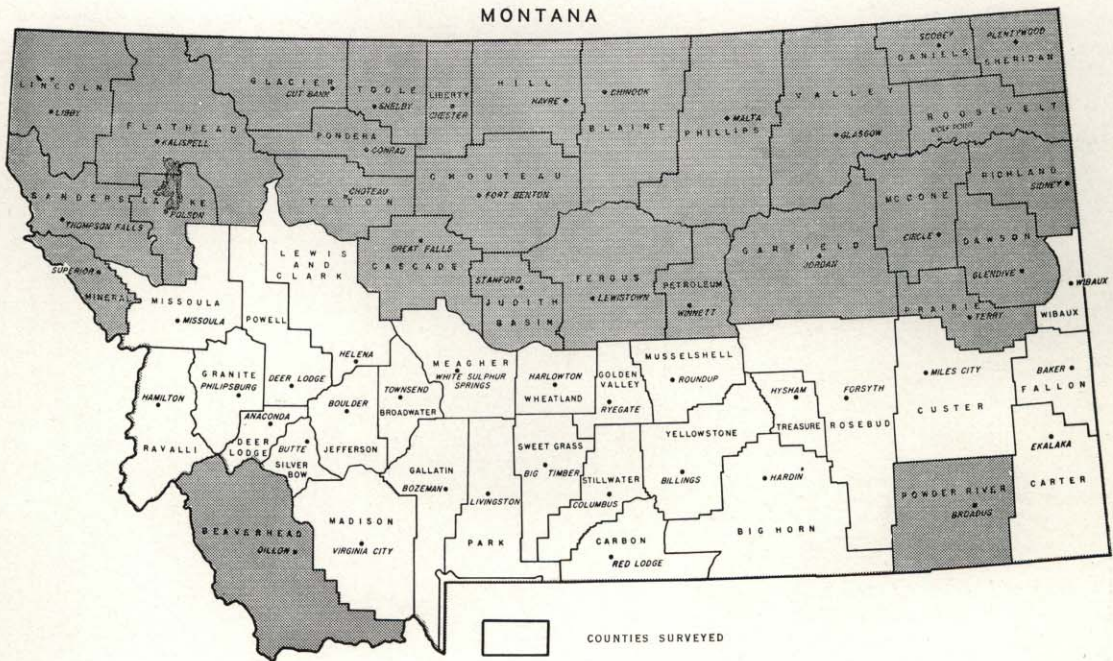 MONTANA
LINCOLN
LIBBY
FLATHEAD
KALISPELL
GLACIER
CUT BANK
TOOLE
SHELBY
LIBERTY
CHESTER
HILL
HAVRE
CHINOOK
BLAINE
PHILLIPS
MALTA
VALLEY
GLASGOW
SCOBEY
DANIELS
PLENTYWOOD
SHERIDAN
ROOSEVELT
WOLF POINT
PONDERA
CONRAD
CHOTEAU
TETON
CHOUTEAU
FORT BENTON
SANDERS
THOMPSON FALLS
LAKE
POLSON
SUPERIOR
MINERAL
MISSOULA
MISSOULA
POWELL
LEWIS
AND
CLARK
GREAT FALLS
CASCADE
STANFORD
JUDITH
BASIN
FERGUS
LEWISTOWN
PETROLEUM
WINNETT
GARFIELD
JORDAN
MCCONE
CIRCLE
RICHLAND
SIDNEY
DAWSON
GLENDIVE
PRAIRIE
TERRY
WIBAUX
WIBAUX
GRANITE
PHILIPSBURG
DEER LODGE
HELENA
TOWNSEND
BROADWATER
MEAGHER
WHITE SULPHUR
SPRINGS
HARLOWTON
WHEATLAND
GOLDEN
VALLEY
RYEGATE
MUSSELSHELL
ROUNDUP
HYSHAM
TREASURE
FORSYTH
ROSEBUD
MILES CITY
CUSTER
BAKER
FALLON
EKALAKA
CARTER
HAMILTON
RAVALLI
ANACONDA
DEER
LODGE
BUTTE
SILVER
BOW
BOULDER
JEFFERSON
GALLATIN
BOZEMAN
LIVINGSTON
PARK
SWEET GRASS
BIG TIMBER
STILLWATER
COLUMBUS
YELLOWSTONE
BILLINGS
HARDIN
BIG HORN
CARBON
RED LODGE
POWDER RIVER
BROADUS
BEAVERHEAD
DILLON
MADISON
VIRGINIA CITY
COUNTIES SURVEYED